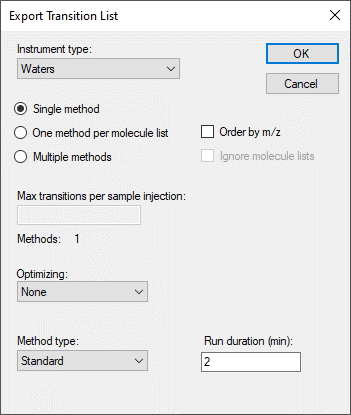 Export Transition List
Instrument type:
Waters
OK
Cancel
Single method
One method per molecule list
Order by m/z
Multiple methods
Ignore molecule lists
Max transitions per sample injection:
Methods: 1
Optimizing:
None
Method type:
Run duration (min):
Standard
2